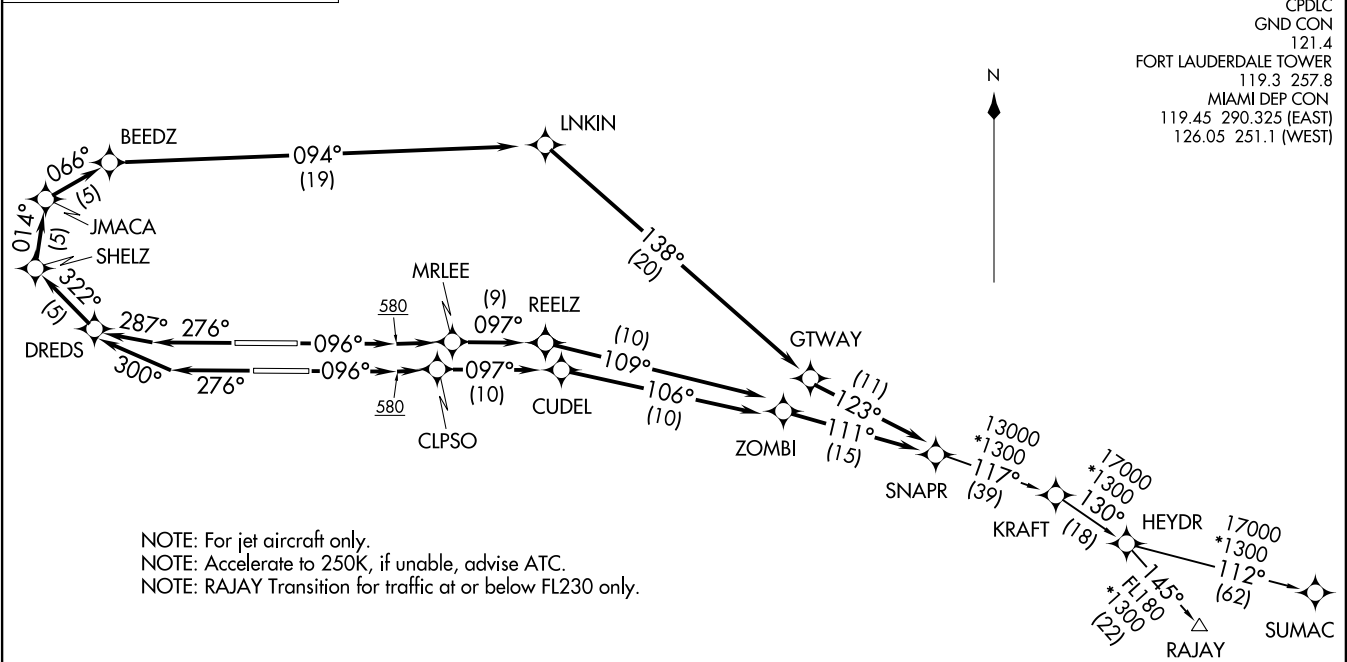 CPDLC
GND CON
121.4
FORT LAUDERDALE TOWER
119.3 257.8
MIAMI DEP CON
119.45 290.325 (EAST)
126.05 251.1 (WEST)
N
BEEDZ
LNKIN
066°
(5)
094°
(19)
JMACA
014°
(5)
SHELZ
138°
(20)
322°
(5)
MRLEE
580
(9)
097°
REELZ
(10)
109°
GTWAY
(11)
123°
DREDS
287°
276°
096°
300°
276°
096°
580
097°
(10)
CLPSO
CUDEL
106°
(10)
ZOMBI
111°
(15)
SNAPR
13000
*1300
117°
(39)
KRAFT
17000
*1300
130°
(18)
HEYDR
17000
*1300
112°
(62)
SUMAC
145°
FL180
*1300
(22)
RAJAY
NOTE: For jet aircraft only.
NOTE: Accelerate to 250K, if unable, advise ATC.
NOTE: RAJAY Transition for traffic at or below FL230 only.